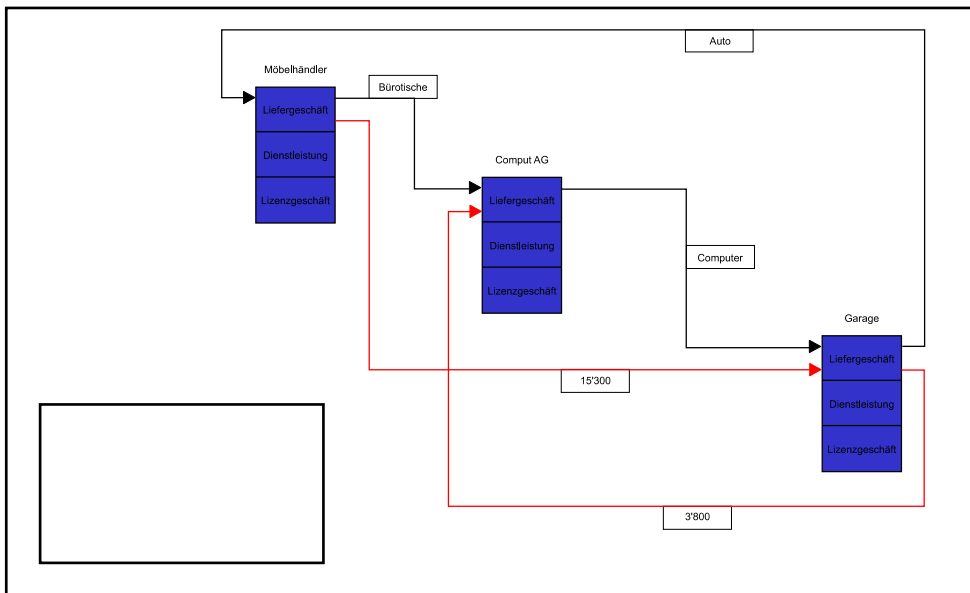 Auto
Möbelhändler
Bürotische
Liefergeschäft
Dienstleistung
Lizenzgeschäft
Comput AG
Liefergeschäft
Dienstleistung
Lizenzgeschäft
Computer
Garage
Liefergeschäft
Dienstleistung
Lizenzgeschäft
15'300
3'800